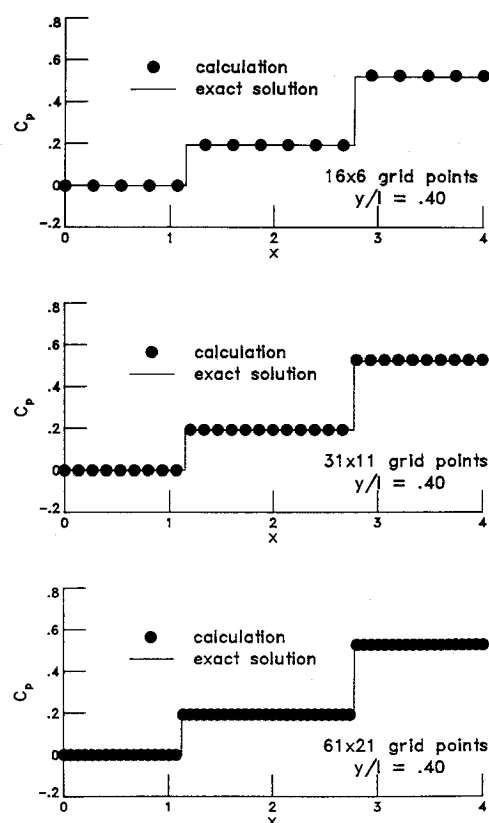 .8
.6
.4
.2
0
-.2
Cp
calculation
exact solution
16x6 grid points
y/l = .40
0 1 2 3 4
x
.8
.6
.4
.2
0
-.2
Cp
calculation
exact solution
31x11 grid points
y/l = .40
0 1 2 3 4
x
.8
.6
.4
.2
0
-.2
Cp
calculation
exact solution
61x21 grid points
y/l = .40
0 1 2 3 4
x